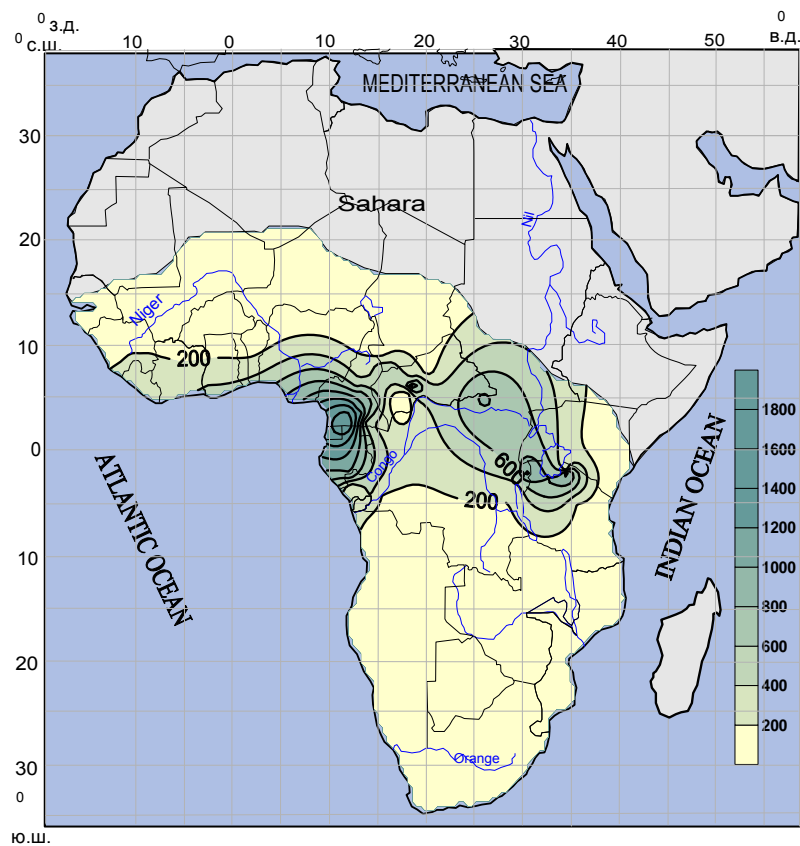 0 з.д.
0 с.ш.
10 0 10 20 30 40 50
0
в.д.
MEDITERRANEAN SEA
30
Sahara
Nil
20
Niger
10
200
0
Congo
600
200
ATLANTIC OCEAN
INDIAN OCEAN
1800
1600
1400
1200
1000
800
600
400
200
10
20
Orange
30
0
ю.ш.